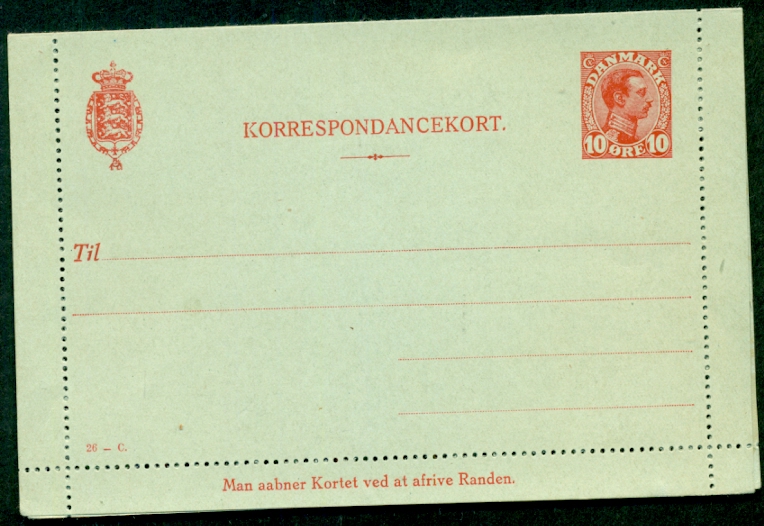 DANMARK
10 ØRE 10
KORRESPONDANCEKORT.
Til
26 – C.
Man aabner Kortet ved at afrive Randen.